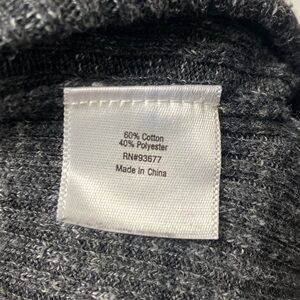 60% Cotton
40% Polyester
RN#93677
Made In China